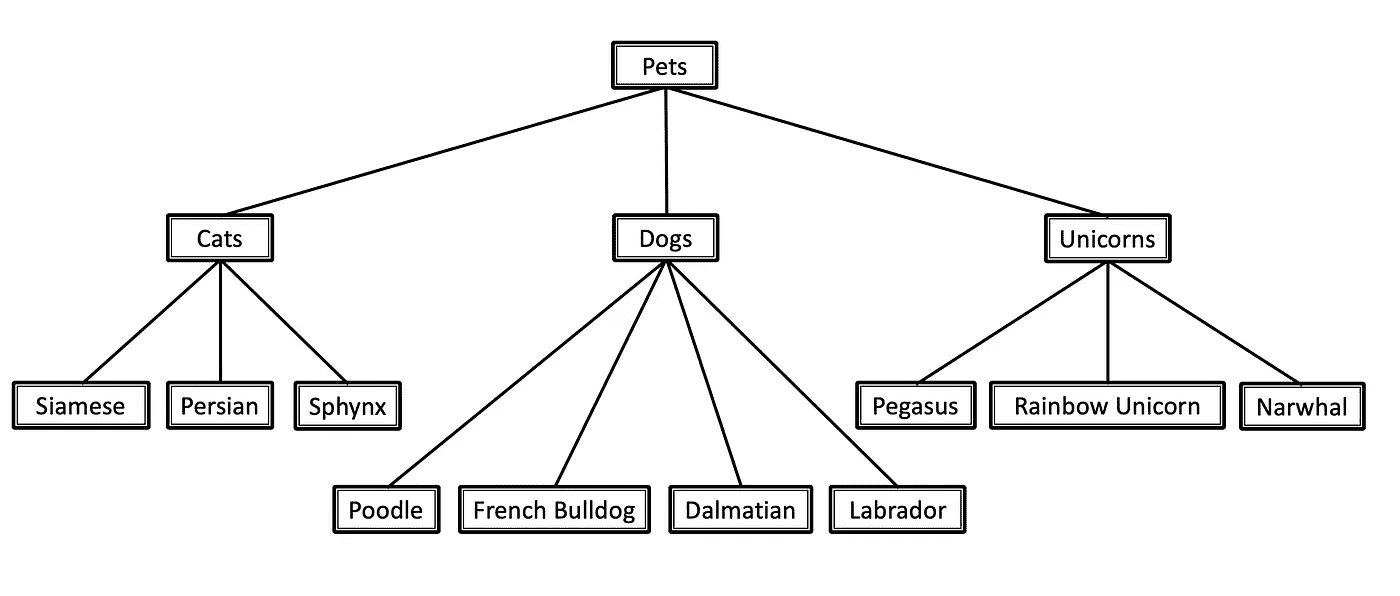 Pets
Cats
Dogs
Unicorns
Siamese
Persian
Sphynx
Pegasus
Rainbow Unicorn
Narwhal
Poodle
French Bulldog
Dalmatian
Labrador